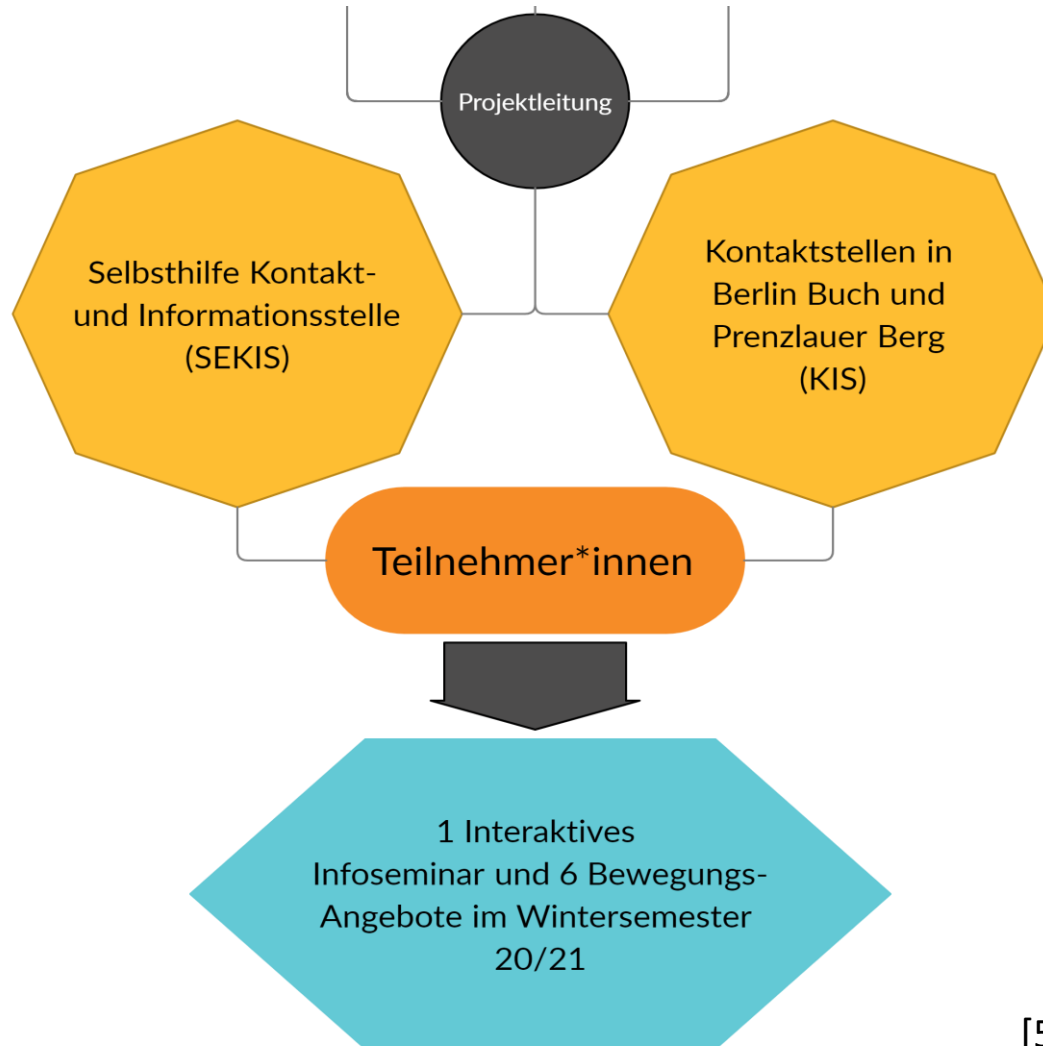 Projektleitung
Selbsthilfe Kontakt-
und Informationsstelle
(SEKIS)
Kontaktstellen in
Berlin Buch und
Prenzlauer Berg
(KIS)
Teilnehmer*innen
1 Interaktives
Infoseminar und 6 Bewegungs-
Angebote im Wintersemester
20/21
[5